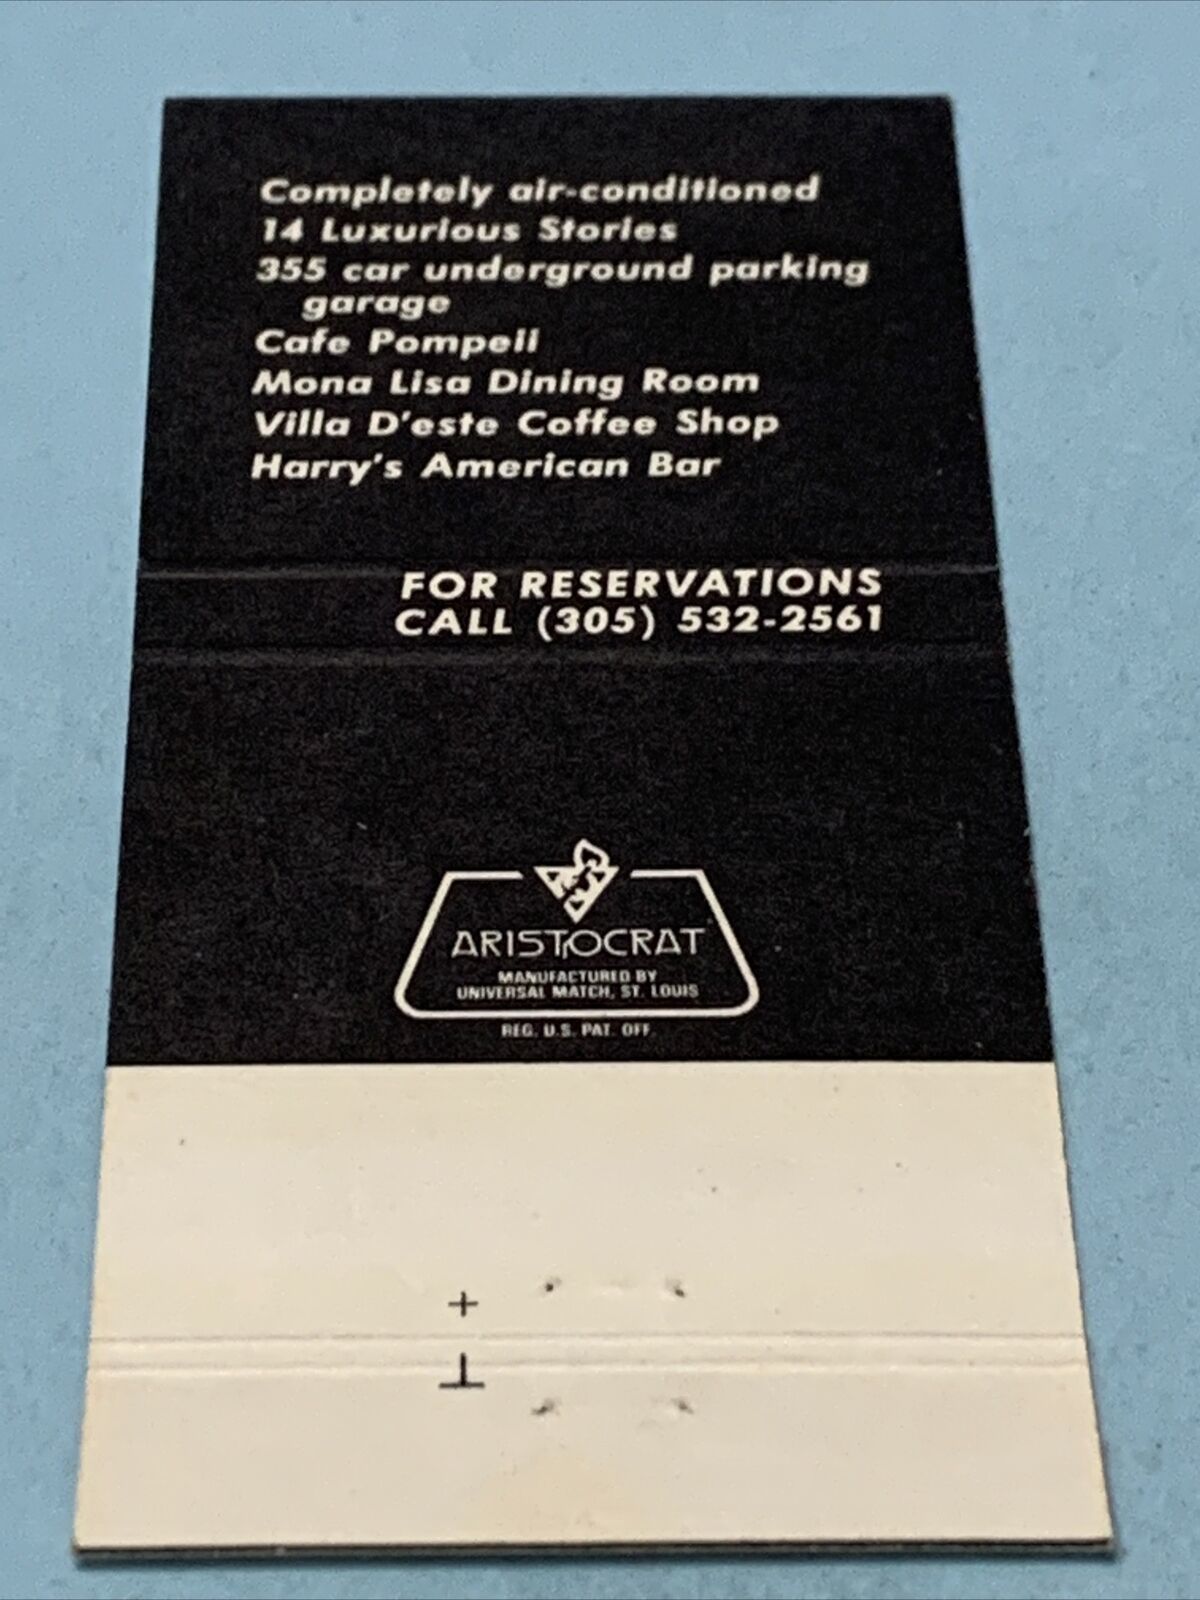 Completely air-conditioned
14 Luxurious Stories
355 car underground parking
garage
Cafe Pompeii
Mona Lisa Dining Room
Villa D'este Coffee Shop
Harry's American Bar
FOR RESERVATIONS
CALL (305) 532-2561
ARISTOCRAT
MANUFACTURED BY
UNIVERSAL MATCH, ST. LOUIS
REG. U.S. PAT. OFF.